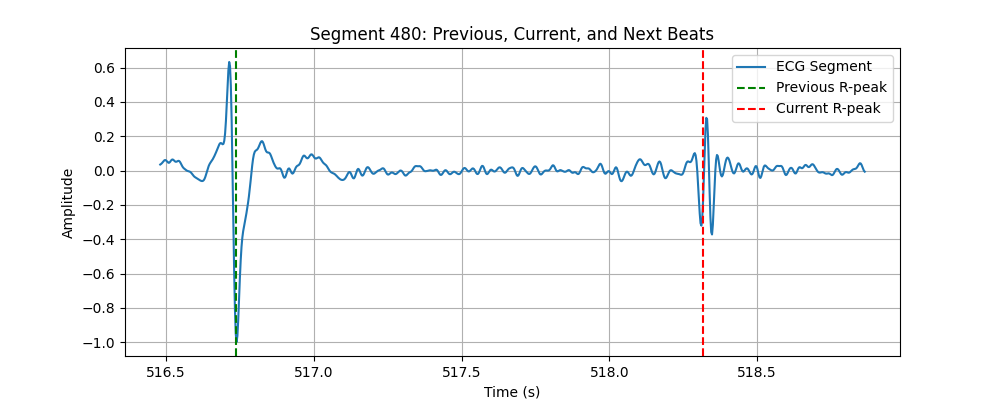 Segment 480: Previous, Current, and Next Beats
ECG Segment
Previous R-peak
Current R-peak
Amplitude
0.6
0.4
0.2
0.0
−0.2
−0.4
−0.6
−0.8
−1.0
516.5 517.0 517.5 518.0 518.5
Time (s)